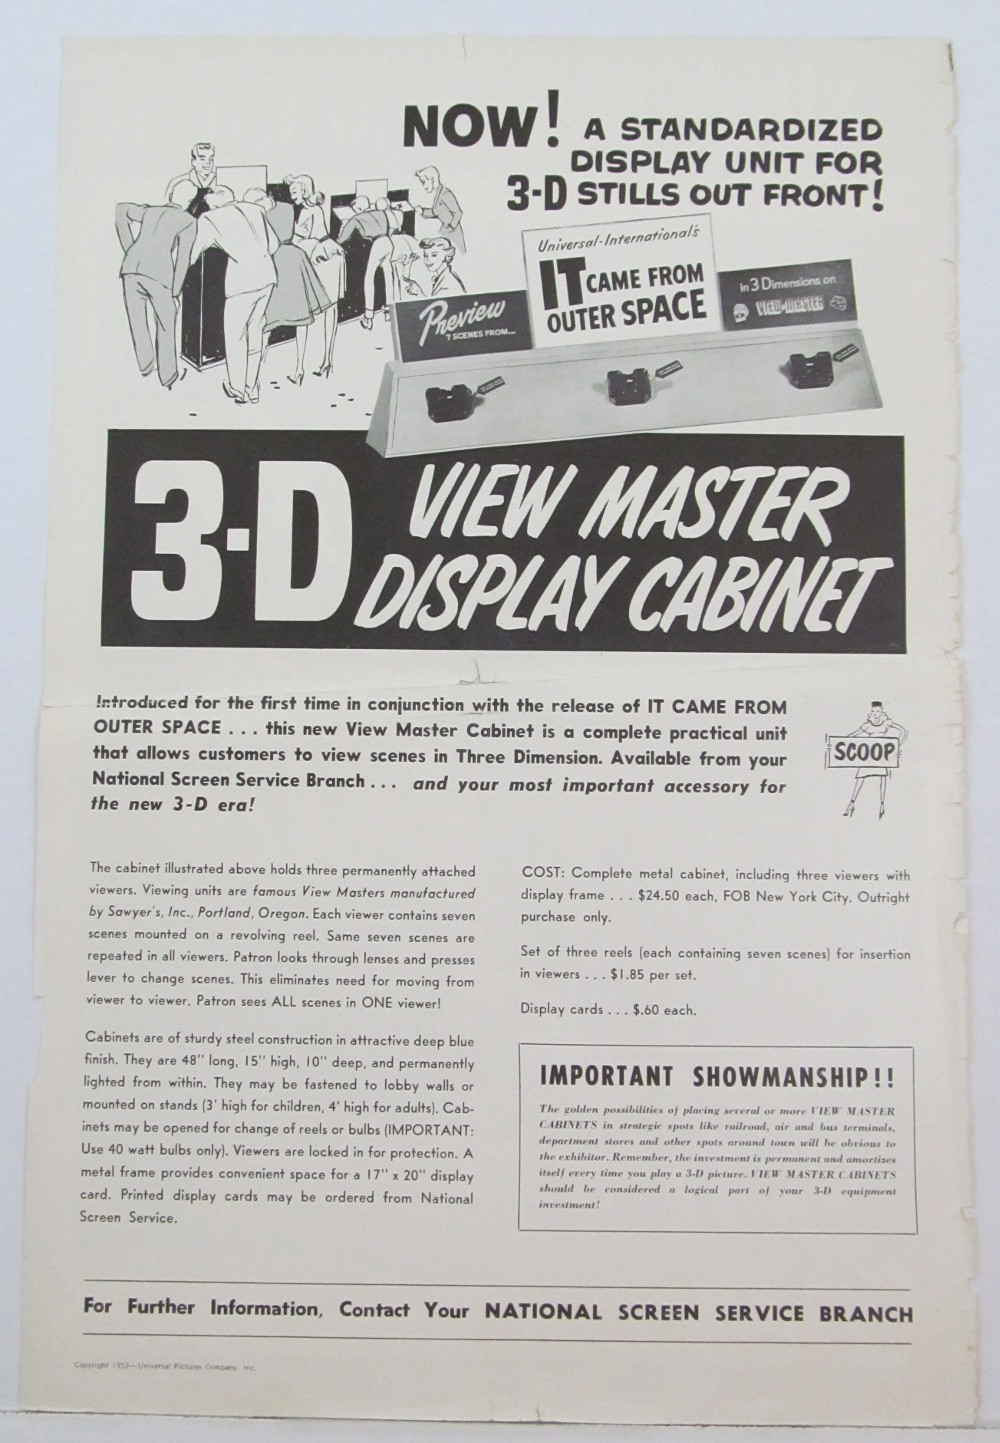 NOW! A STANDARDIZED
DISPLAY UNIT FOR
3-D STILLS OUT FRONT!
Universal-International's
IT CAME FROM
OUTER SPACE
Preview
7 SCENES FROM...
In 3 Dimensions on
VIEW-MASTER
3-D VIEW MASTER
DISPLAY CABINET
Introduced for the first time in conjunction with the release of IT CAME FROM
OUTER SPACE . . . this new View Master Cabinet is a complete practical unit
that allows customers to view scenes in Three Dimension. Available from your
National Screen Service Branch . . . and your most important accessory for
the new 3-D era!
SCOOP
The cabinet illustrated above holds three permanently attached
viewers. Viewing units are famous View Masters manufactured
by Sawyer's, Inc., Portland, Oregon. Each viewer contains seven
scenes mounted on a revolving reel. Same seven scenes are
repeated in all viewers. Patron looks through lenses and presses
lever to change scenes. This eliminates need for moving from
viewer to viewer. Patron sees ALL scenes in ONE viewer!
Cabinets are of sturdy steel construction in attractive deep blue
finish. They are 48" long, 15" high, 10" deep, and permanently
lighted from within. They may be fastened to lobby walls or
mounted on stands (3' high for children, 4' high for adults). Cab-
inets may be opened for change of reels or bulbs (IMPORTANT:
Use 40 watt bulbs only). Viewers are locked in for protection. A
metal frame provides convenient space for a 17" x 20" display
card. Printed display cards may be ordered from National
Screen Service.
COST: Complete metal cabinet, including three viewers with
display frame . . . $24.50 each, FOB New York City. Outright
purchase only.
Set of three reels (each containing seven scenes) for insertion
in viewers . . . $1.85 per set.
Display cards . . . $.60 each.
IMPORTANT SHOWMANSHIP!!
The golden possibilities of placing several or more VIEW MASTER
CABINETS in strategic spots like railroad, air and bus terminals,
department stores and other spots around town will be obvious to
the exhibitor. Remember, the investment is permanent and amortizes
itself every time you play a 3-D picture. VIEW MASTER CABINETS
should be considered a logical part of your 3-D equipment
investment!
For Further Information, Contact Your NATIONAL SCREEN SERVICE BRANCH
Copyright 1953—Universal Pictures Company, Inc.